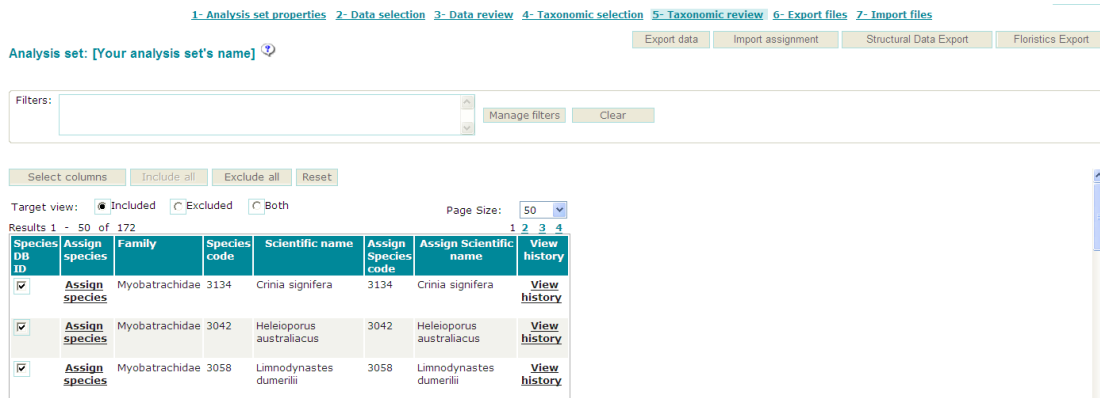 1- Analysis set properties 2- Data selection 3- Data review 4- Taxonomic selection 5- Taxonomic review 6- Export files 7- Import files
Export data Import assignment Structural Data Export Floristics Export
Analysis set: [Your analysis set's name]
Filters:
Manage filters Clear
Select columns Include all Exclude all Reset
Target view: Included Excluded Both Page Size: 50
Results 1 - 50 of 172 1 2 3 4
Species Assign Family Species Scientific name Assign Assign Scientific View
DB species code Species name history
ID code
Assign Myobatrachidae 3134 Crinia signifera 3134 Crinia signifera View
species history
Assign Myobatrachidae 3042 Heleioporus 3042 Heleioporus View
species australiacus australiacus history
Assign Myobatrachidae 3058 Limnodynastes 3058 Limnodynastes View
species dumerilii dumerilii history